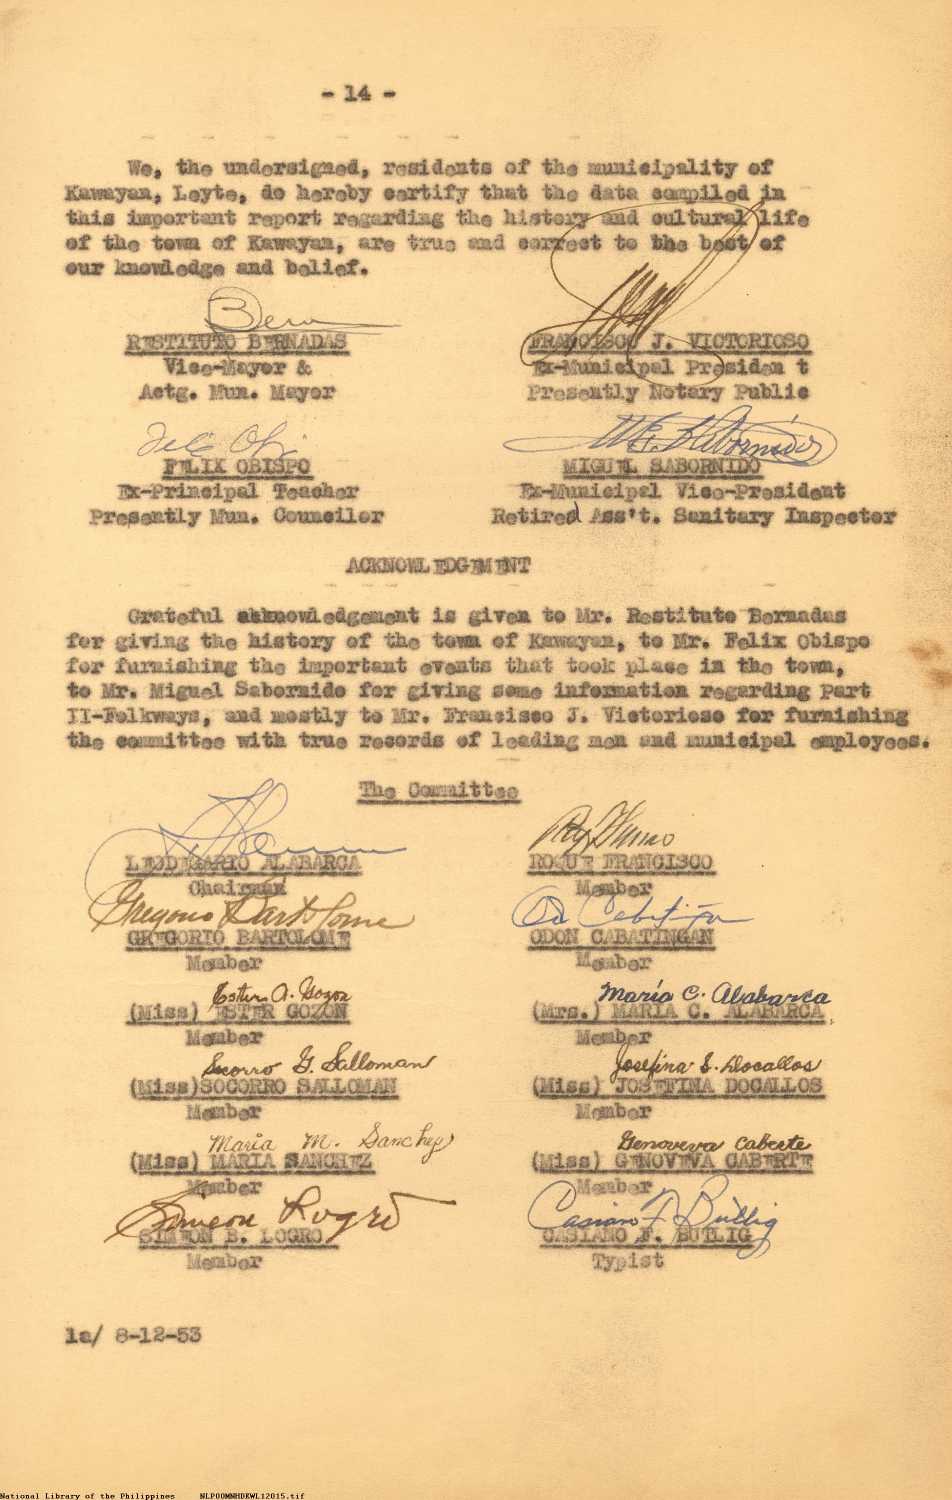 - 14 -
We, the undersigned, residents of the municipality of
Kawayan, Leyte, do hereby certify that the data compiled in
this important report regarding the history and cultural life
of the town of Kawayan, are true and correct to the best of
our knowledge and belief.
RESTITUTO BERNADAS FRANCISCO J. VICTORIOSO
Vice-Mayor & Ex-Municipal President
Actg. Mun. Mayor Presently Notary Public
FELIX OBISPO MIGUEL SABORNIDO
Ex-Principal Teacher Ex-Municipal Vice-President
Presently Mun. Councilor Retired Ass't. Sanitary Inspector
ACKNOWLEDGEMENT
Grateful akknowledgement is given to Mr. Restituto Bernadas
for giving the history of the town of Kawayan, to Mr. Felix Obispo
for furnishing the important events that took place in the town,
to Mr. Miguel Sabornido for giving some information regarding Part
II-Folkways, and mostly to Mr. Francisco J. Victorioso for furnishing
the committee with true records of leading men and municipal employees.
The Committee
LEODEGARIO ALABARCA ROQUE FRANCISCO
Chairman Member
Gregorio Bartolome
GREGORIO BARTOLOME ODON CABATINGAN
Member Member
Ester A. Gozon Maria C. Alabarca
(Miss) ESTER GOZON (Mrs.) MARIA C. ALABARCA
Member Member
Socorro G. Salloman Josefina S. Docallos
(Miss)SOCORRO SALLOMAN (Miss) JOSEFINA DOCALLOS
Member Member
Maria M. Sanchez Genoveva Caberte
(Miss) MARIA SANCHEZ (Miss) GENOVEVA CABERTE
Member Member
Simeon Logro Casiano F. Butlig
SIMEON B. LOGRO CASIANO F. BUTLIG
Member Typist
la/ 8-12-53
National Library of the Philippines NLPOOMNHDEWL12015.tif